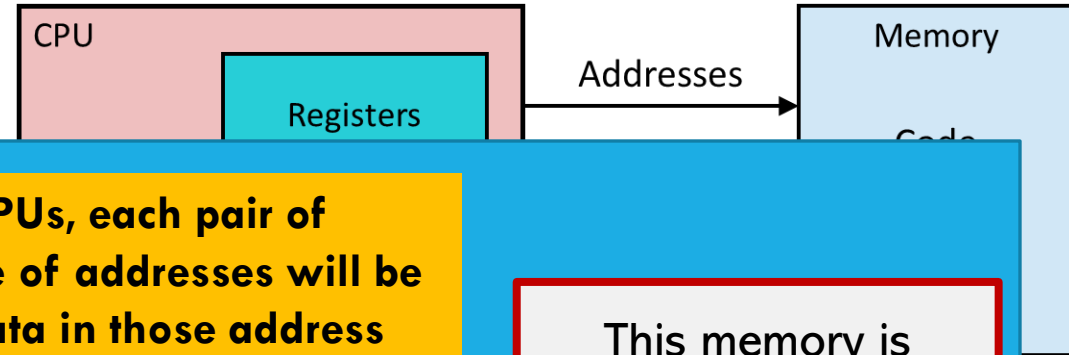 CPU
Memory
Addresses
Registers
Code
PUs, each pair of
e of addresses will be
ata in those address
This memory is